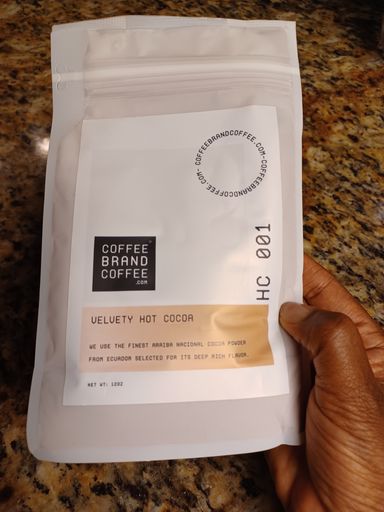 COFFEEBRANDCOFFEE.COM-COFFEEBRANDCOFFEE.COM-
HC 001
COFFEE
BRAND
COFFEE
.COM
VELVETY HOT COCOA
WE USE THE FINEST ARRIBA NACIONAL COCOA POWDER
FROM ECUADOR SELECTED FOR ITS DEEP RICH FLAVOR.
NET WT: 12OZ